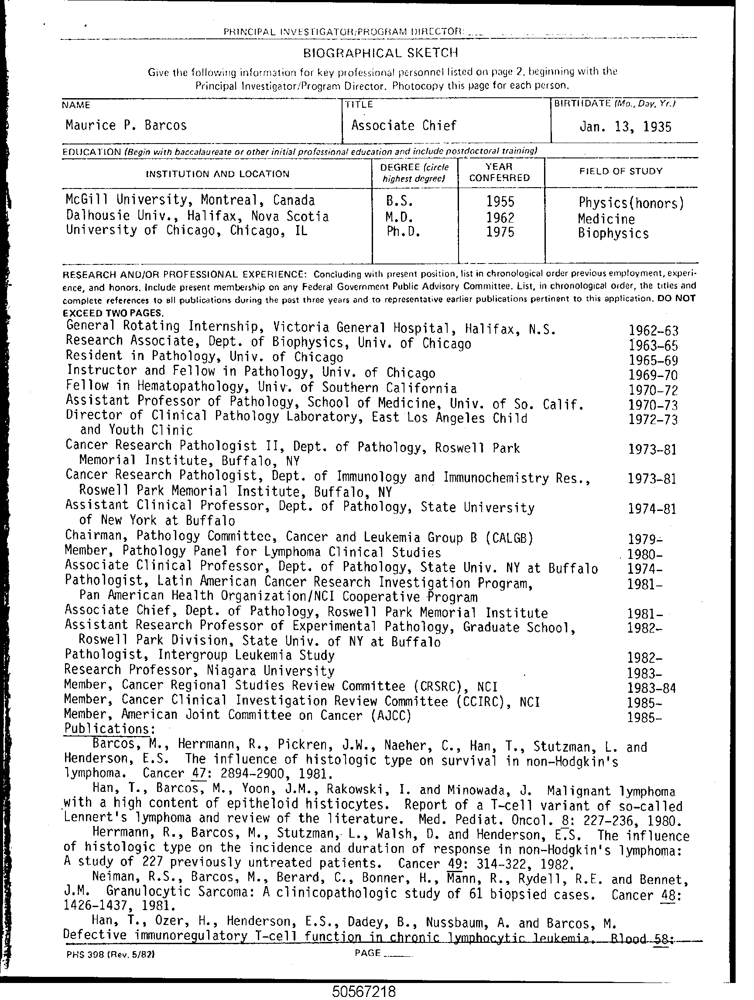 PRINCIPAL INVESTIGATOR/PROGRAM DIRECTOR:
BIOGRAPHICAL SKETCH
Give the following information for key professional personnel listed on page 2, beginning with the
Principal Investigator/Program Director. Photocopy this page for each person.
NAME TITLE BIRTHDATE (Mo., Day, Yr.)
Maurice P. Barcos Associate Chief Jan. 13, 1935
EDUCATION (Begin with baccalaureate or other initial professional education and include postdoctoral training)
INSTITUTION AND LOCATION DEGREE (circle highest degree) YEAR CONFERRED FIELD OF STUDY
McGill University, Montreal, Canada B.S. 1955 Physics(honors)
Dalhousie Univ., Halifax, Nova Scotia M.D. 1962 Medicine
University of Chicago, Chicago, IL Ph.D. 1975 Biophysics
RESEARCH AND/OR PROFESSIONAL EXPERIENCE: Concluding with present position, list in chronological order previous employment, experi-
ence, and honors. Include present membership on any Federal Government Public Advisory Committee. List, in chronological order, the titles and
complete references to all publications during the past three years and to representative earlier publications pertinent to this application. DO NOT
EXCEED TWO PAGES.
General Rotating Internship, Victoria General Hospital, Halifax, N.S. 1962-63
Research Associate, Dept. of Biophysics, Univ. of Chicago 1963-65
Resident in Pathology, Univ. of Chicago 1965-69
Instructor and Fellow in Pathology, Univ. of Chicago 1969-70
Fellow in Hematopathology, Univ. of Southern California 1970-72
Assistant Professor of Pathology, School of Medicine, Univ. of So. Calif. 1970-73
Director of Clinical Pathology Laboratory, East Los Angeles Child 1972-73
and Youth Clinic
Cancer Research Pathologist II, Dept. of Pathology, Roswell Park 1973-81
Memorial Institute, Buffalo, NY
Cancer Research Pathologist, Dept. of Immunology and Immunochemistry Res., 1973-81
Roswell Park Memorial Institute, Buffalo, NY
Assistant Clinical Professor, Dept. of Pathology, State University 1974-81
of New York at Buffalo
Chairman, Pathology Committee, Cancer and Leukemia Group B (CALGB) 1979-
Member, Pathology Panel for Lymphoma Clinical Studies 1980-
Associate Clinical Professor, Dept. of Pathology, State Univ. NY at Buffalo 1974-
Pathologist, Latin American Cancer Research Investigation Program, 1981-
Pan American Health Organization/NCI Cooperative Program
Associate Chief, Dept. of Pathology, Roswell Park Memorial Institute 1981-
Assistant Research Professor of Experimental Pathology, Graduate School, 1982-
Roswell Park Division, State Univ. of NY at Buffalo
Pathologist, Intergroup Leukemia Study 1982-
Research Professor, Niagara University 1983-
Member, Cancer Regional Studies Review Committee (CRSRC), NCI 1983-84
Member, Cancer Clinical Investigation Review Committee (CCIRC), NCI 1985-
Member, American Joint Committee on Cancer (AJCC) 1985-
Publications:
Barcos, M., Herrmann, R., Pickren, J.W., Naeher, C., Han, T., Stutzman, L. and
Henderson, E.S. The influence of histologic type on survival in non-Hodgkin's
lymphoma. Cancer 47: 2894-2900, 1981.
Han, T., Barcos, M., Yoon, J.M., Rakowski, I. and Minowada, J. Malignant lymphoma
with a high content of epitheloid histiocytes. Report of a T-cell variant of so-called
Lennert's lymphoma and review of the literature. Med. Pediat. Oncol. 8: 227-236, 1980.
Herrmann, R., Barcos, M., Stutzman, L., Walsh, D. and Henderson, E.S. The influence
of histologic type on the incidence and duration of response in non-Hodgkin's lymphoma:
A study of 227 previously untreated patients. Cancer 49: 314-322, 1982.
Neiman, R.S., Barcos, M., Berard, C., Bonner, H., Mann, R., Rydell, R.E. and Bennet,
J.M. Granulocytic Sarcoma: A clinicopathologic study of 61 biopsied cases. Cancer 48:
1426-1437, 1981.
Han, T., Ozer, H., Henderson, E.S., Dadey, B., Nussbaum, A. and Barcos, M.
Defective immunoregulatory T-cell function in chronic lymphocytic leukemia. Blood 58:
PHS 398 (Rev. 5/82) PAGE
50567218